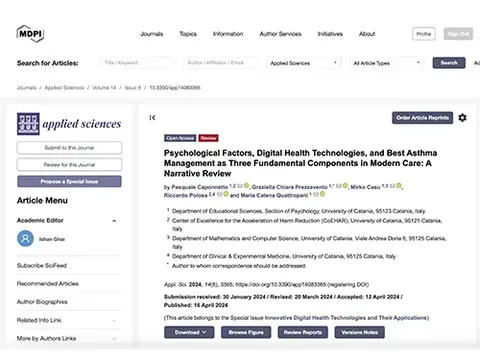 MDPI
Journals Topics Information Author Services Initiatives About Profile Sign Out
Search for Articles: Title / Keyword Author / Affiliation / Email Applied Sciences All Article Types Search
Journals / Applied Sciences / Volume 14 / Issue 8 / 10.3390/app14083365
applied sciences
Submit to this Journal
Review for this Journal
Propose a Special Issue
Article Menu
Academic Editor
Ishan Ghai
Subscribe SciFeed
Recommended Articles
Author Biographies
Related Info Link
More by Authors Links
Order Article Reprints
Open Access Review
Psychological Factors, Digital Health Technologies, and Best Asthma
Management as Three Fundamental Components in Modern Care: A
Narrative Review
by Pasquale Caponnetto 1,2, Graziella Chiara Prezzavento 1,*, Mirko Casu 1,3,
Riccardo Polosa 2,4 and Maria Catena Quattropani 1
1 Department of Educational Sciences, Section of Psychology, University of Catania, 95123 Catania, Italy
2 Center of Excellence for the Acceleration of Harm Reduction (CoEHAR), University of Catania, 95121 Catania,
Italy
3 Department of Mathematics and Computer Science, University of Catania, Viale Andrea Doria 6, 95125 Catania,
Italy
4 Department of Clinical & Experimental Medicine, University of Catania, 95125 Catania, Italy
* Author to whom correspondence should be addressed.
Appl. Sci. 2024, 14(8), 3365; https://doi.org/10.3390/app14083365 (registering DOI)
Submission received: 30 January 2024 / Revised: 20 March 2024 / Accepted: 12 April 2024 /
Published: 16 April 2024
(This article belongs to the Special Issue Innovative Digital Health Technologies and Their Applications)
Download Browse Figure Review Reports Versions Notes